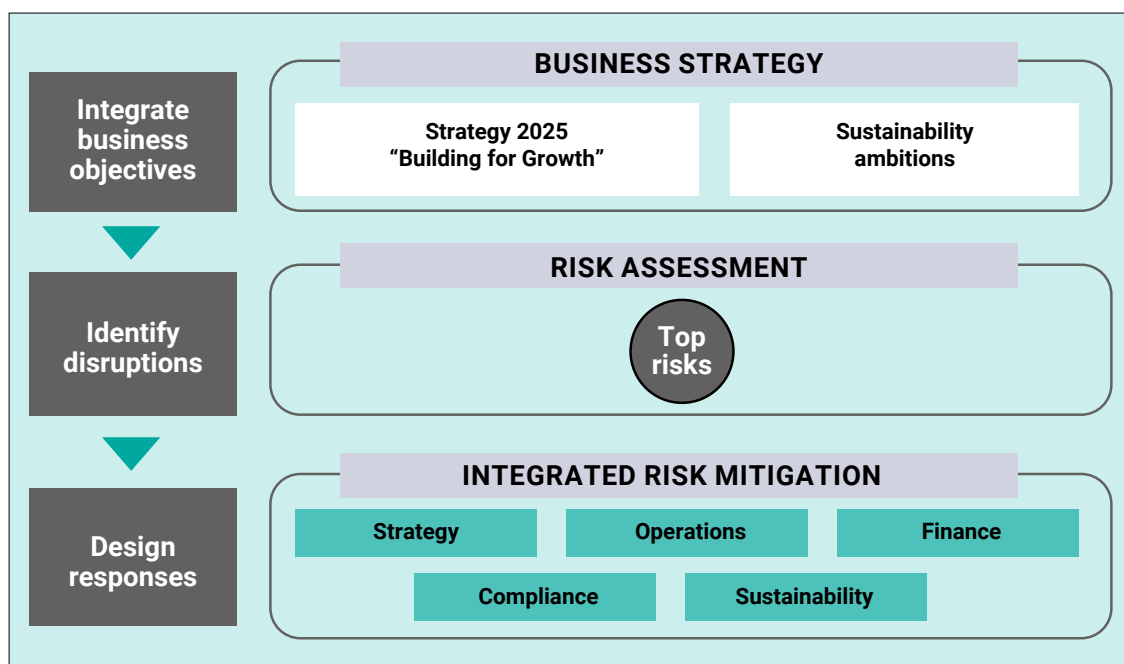 Integrate
business
objectives
BUSINESS STRATEGY
Strategy 2025
“Building for Growth”
Sustainability
ambitions
Identify
disruptions
RISK ASSESSMENT
Top
risks
Design
responses
INTEGRATED RISK MITIGATION
Strategy
Operations
Finance
Compliance
Sustainability